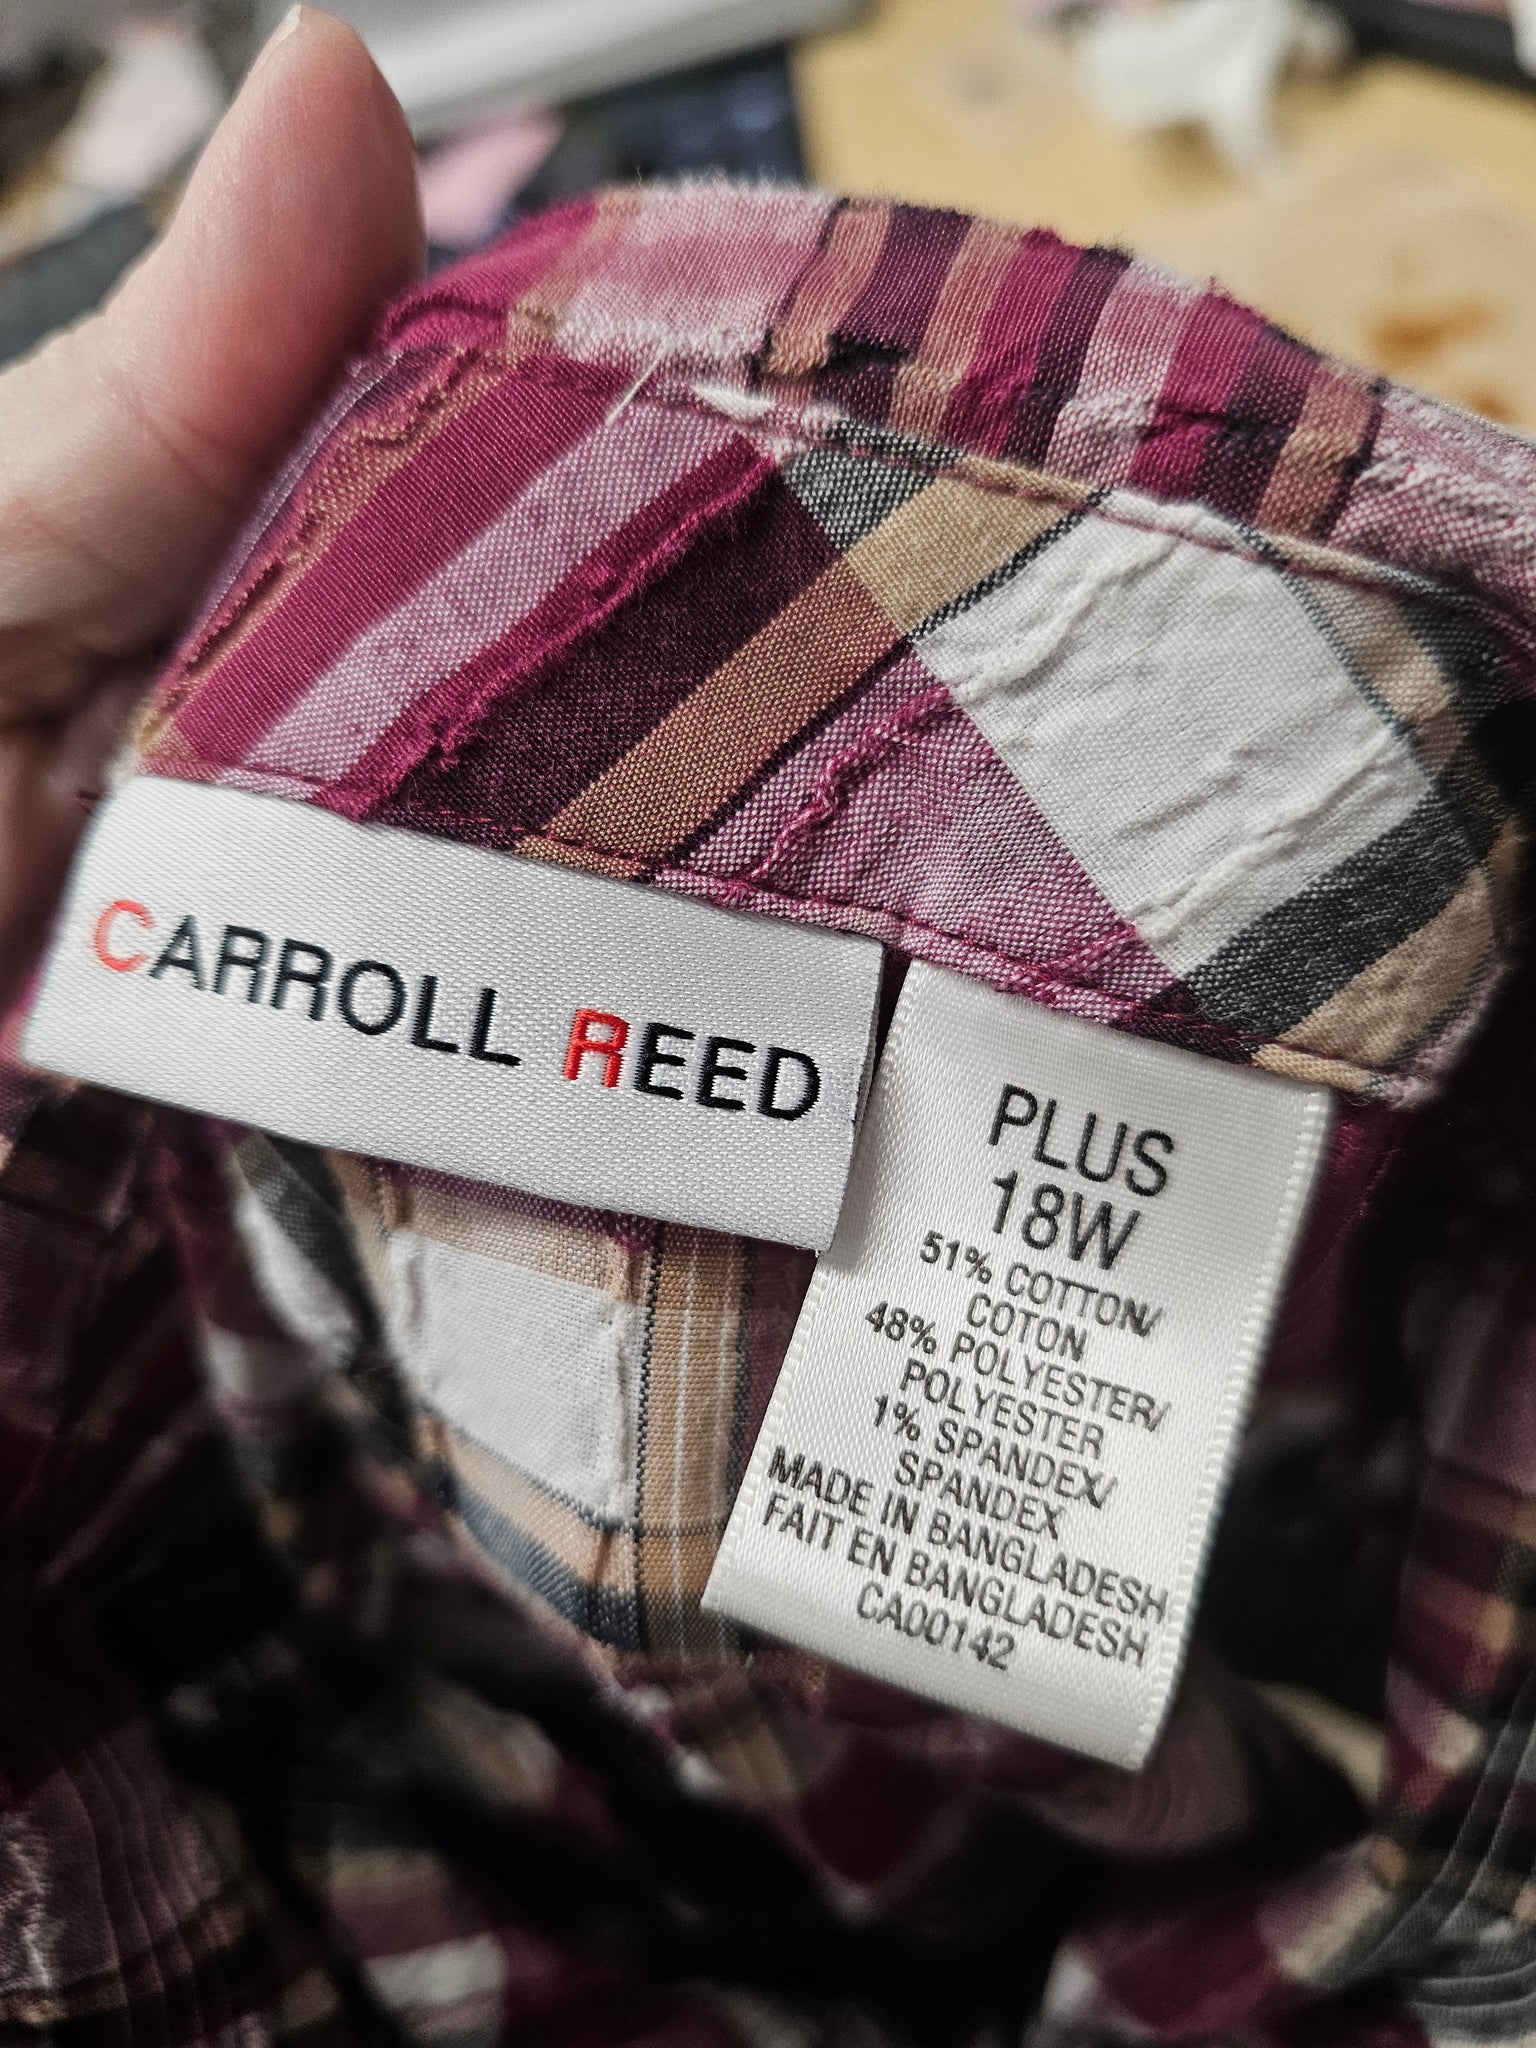 CARROLL REED
PLUS
18W
51% COTTON/
COTON
48% POLYESTER/
POLYESTER
1% SPANDEX/
SPANDEX
MADE IN BANGLADESH
FAIT EN BANGLADESH
CA00142